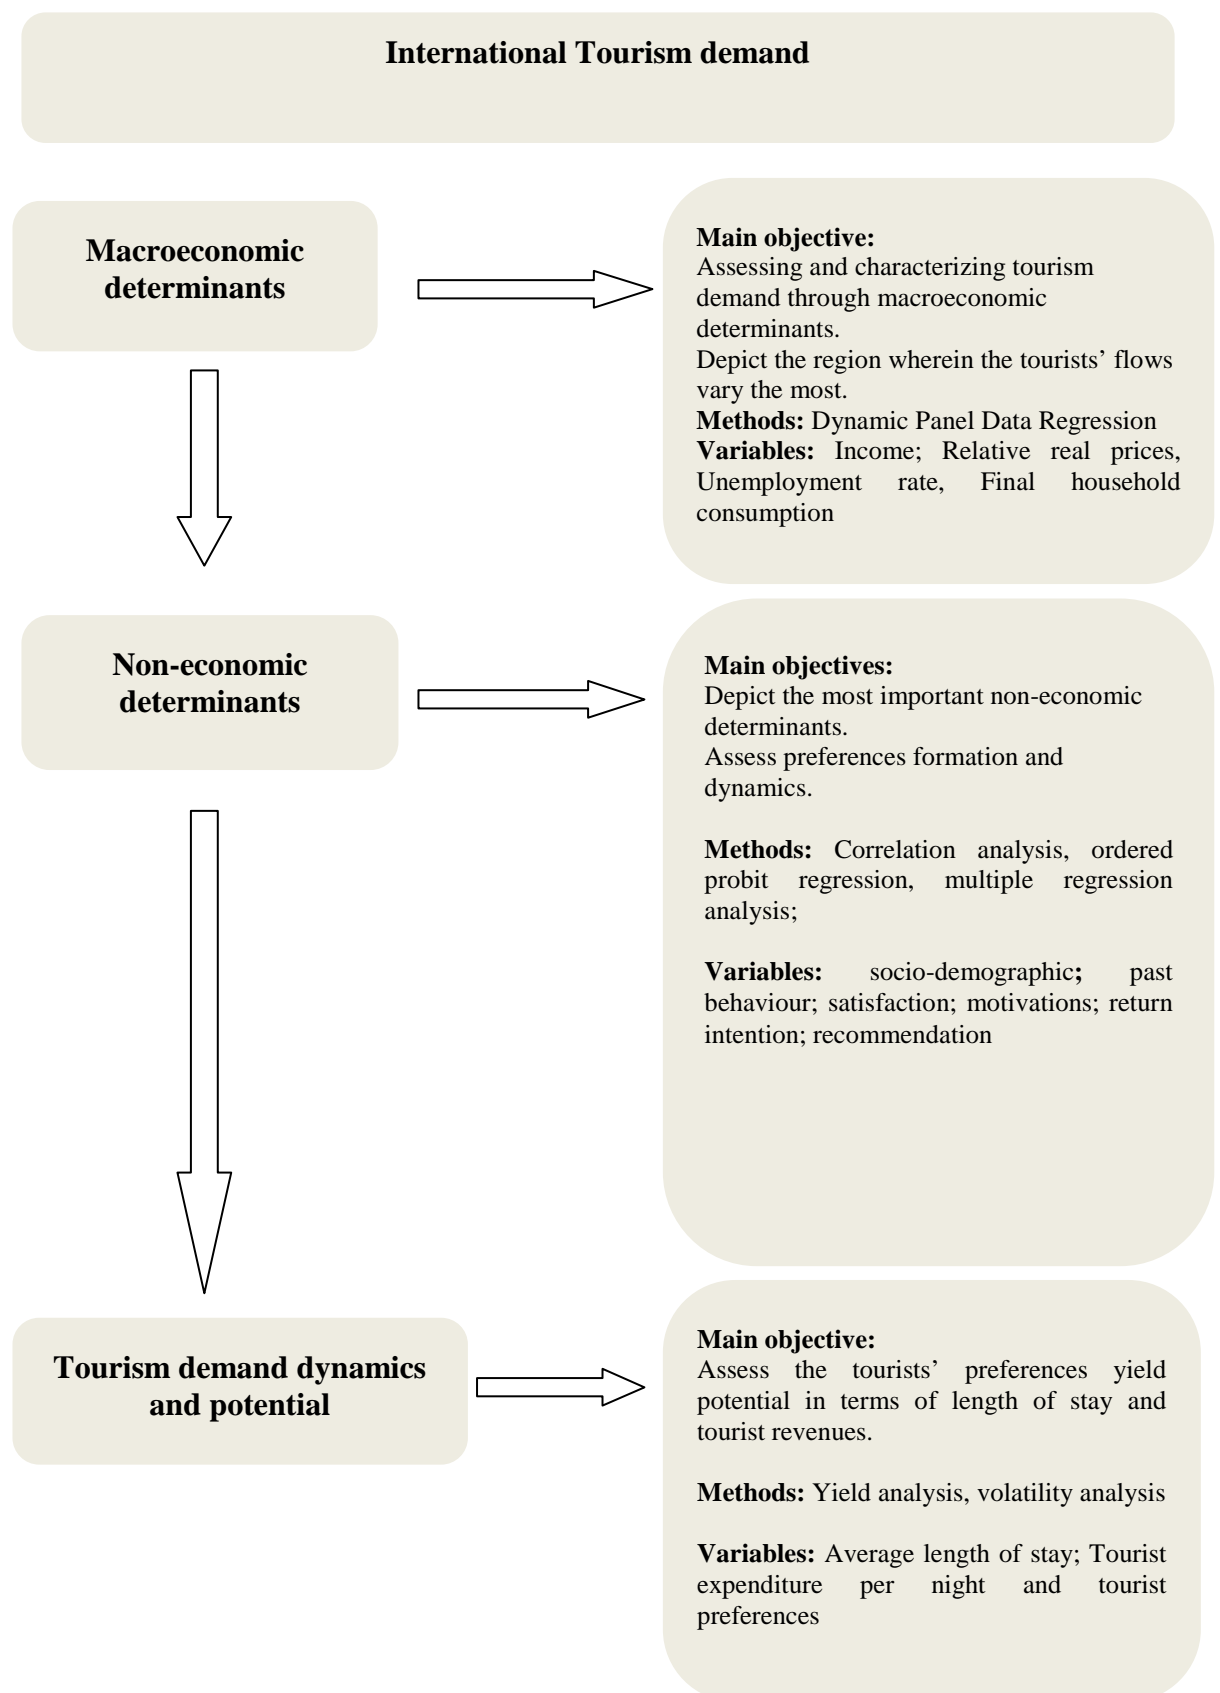 International Tourism demand
Macroeconomic
determinants
Main objective:
Assessing and characterizing tourism
demand through macroeconomic
determinants.
Depict the region wherein the tourists’ flows
vary the most.
Methods: Dynamic Panel Data Regression
Variables: Income; Relative real prices,
Unemployment rate, Final household
consumption
Non-economic
determinants
Main objectives:
Depict the most important non-economic
determinants.
Assess preferences formation and
dynamics.
Methods: Correlation analysis, ordered
probit regression, multiple regression
analysis;
Variables: socio-demographic; past
behaviour; satisfaction; motivations; return
intention; recommendation
Tourism demand dynamics
and potential
Main objective:
Assess the tourists’ preferences yield
potential in terms of length of stay and
tourist revenues.
Methods: Yield analysis, volatility analysis
Variables: Average length of stay; Tourist
expenditure per night and tourist
preferences